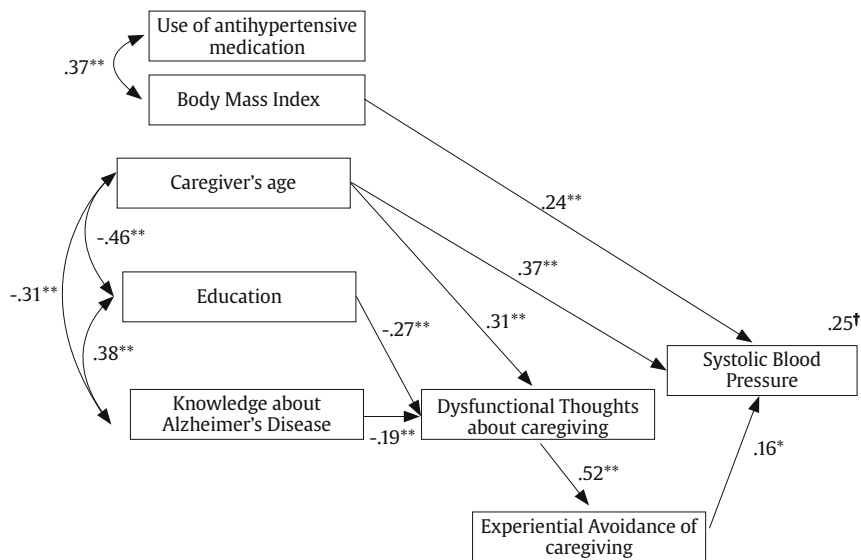 Use of antihypertensive
medication
.37**
Body Mass Index
Caregiver's age
.24**
-.46**
.37**
-.31**
Education
.31**
.25†
-.27**
.38**
Systolic Blood
Pressure
Knowledge about
Alzheimer's Disease
-.19**
Dysfunctional Thoughts
about caregiving
.16*
.52**
Experiential Avoidance of
caregiving